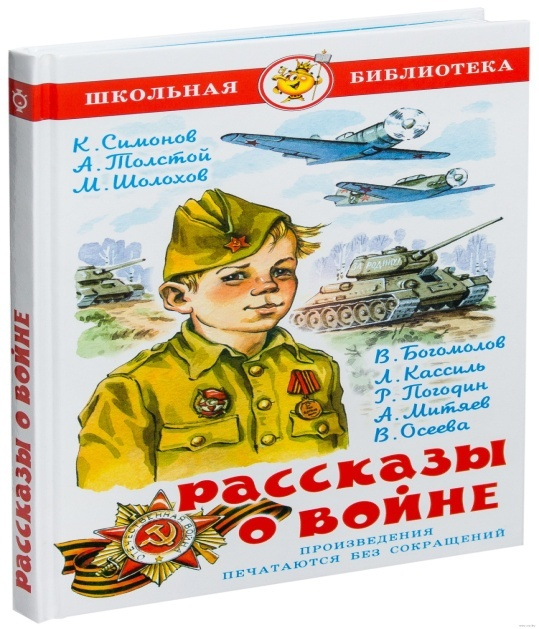 ШКОЛЬНАЯ БИБЛИОТЕКА
К. Симонов
А. Толстой
М. Шолохов
РОДИНА
В. Богомолов
Л. Кассиль
Р. Погодин
А. Митяев
В. Осеева
ОТЕЧЕСТВЕННАЯ ВОЙНА
Рассказы
о войне
ПРОИЗВЕДЕНИЯ
ПЕЧАТАЮТСЯ БЕЗ СОКРАЩЕНИЙ
РАССКАЗЫ О ВОЙНЕ